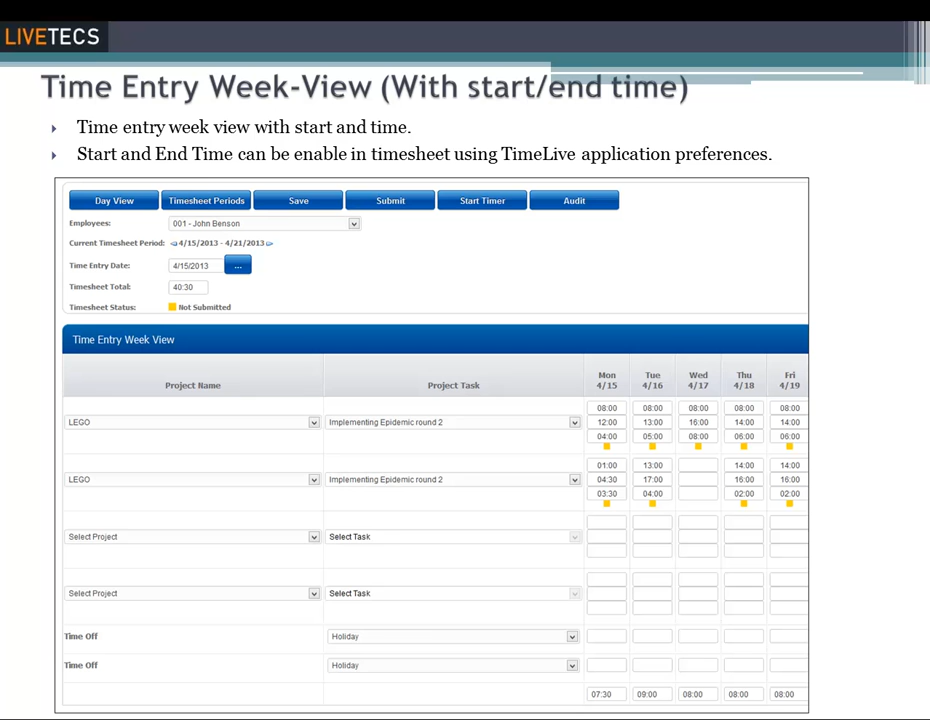 LIVETECS
Time Entry Week-View (With start/end time)
Time entry week view with start and time.
Start and End Time can be enable in timesheet using TimeLive application preferences.
Day View Timesheet Periods Save Submit Start Timer Audit
Employees: 001 - John Benson
Current Timesheet Period: 4/15/2013 - 4/21/2013
Time Entry Date: 4/15/2013 ...
Timesheet Total: 40:30
Timesheet Status: Not Submitted
Time Entry Week View
Mon Tue Wed Thu Fri
Project Name Project Task 4/15 4/16 4/17 4/18 4/19
08:00 08:00 08:00 08:00 08:00
LEGO Implementing Epidemic round 2 12:00 13:00 16:00 14:00 14:00
04:00 05:00 08:00 06:00 06:00
01:00 13:00 14:00 14:00
LEGO Implementing Epidemic round 2 04:30 17:00 16:00 16:00
03:30 04:00 02:00 02:00
Select Project Select Task
Select Project Select Task
Time Off Holiday
Time Off Holiday
07:30 09:00 08:00 08:00 08:00